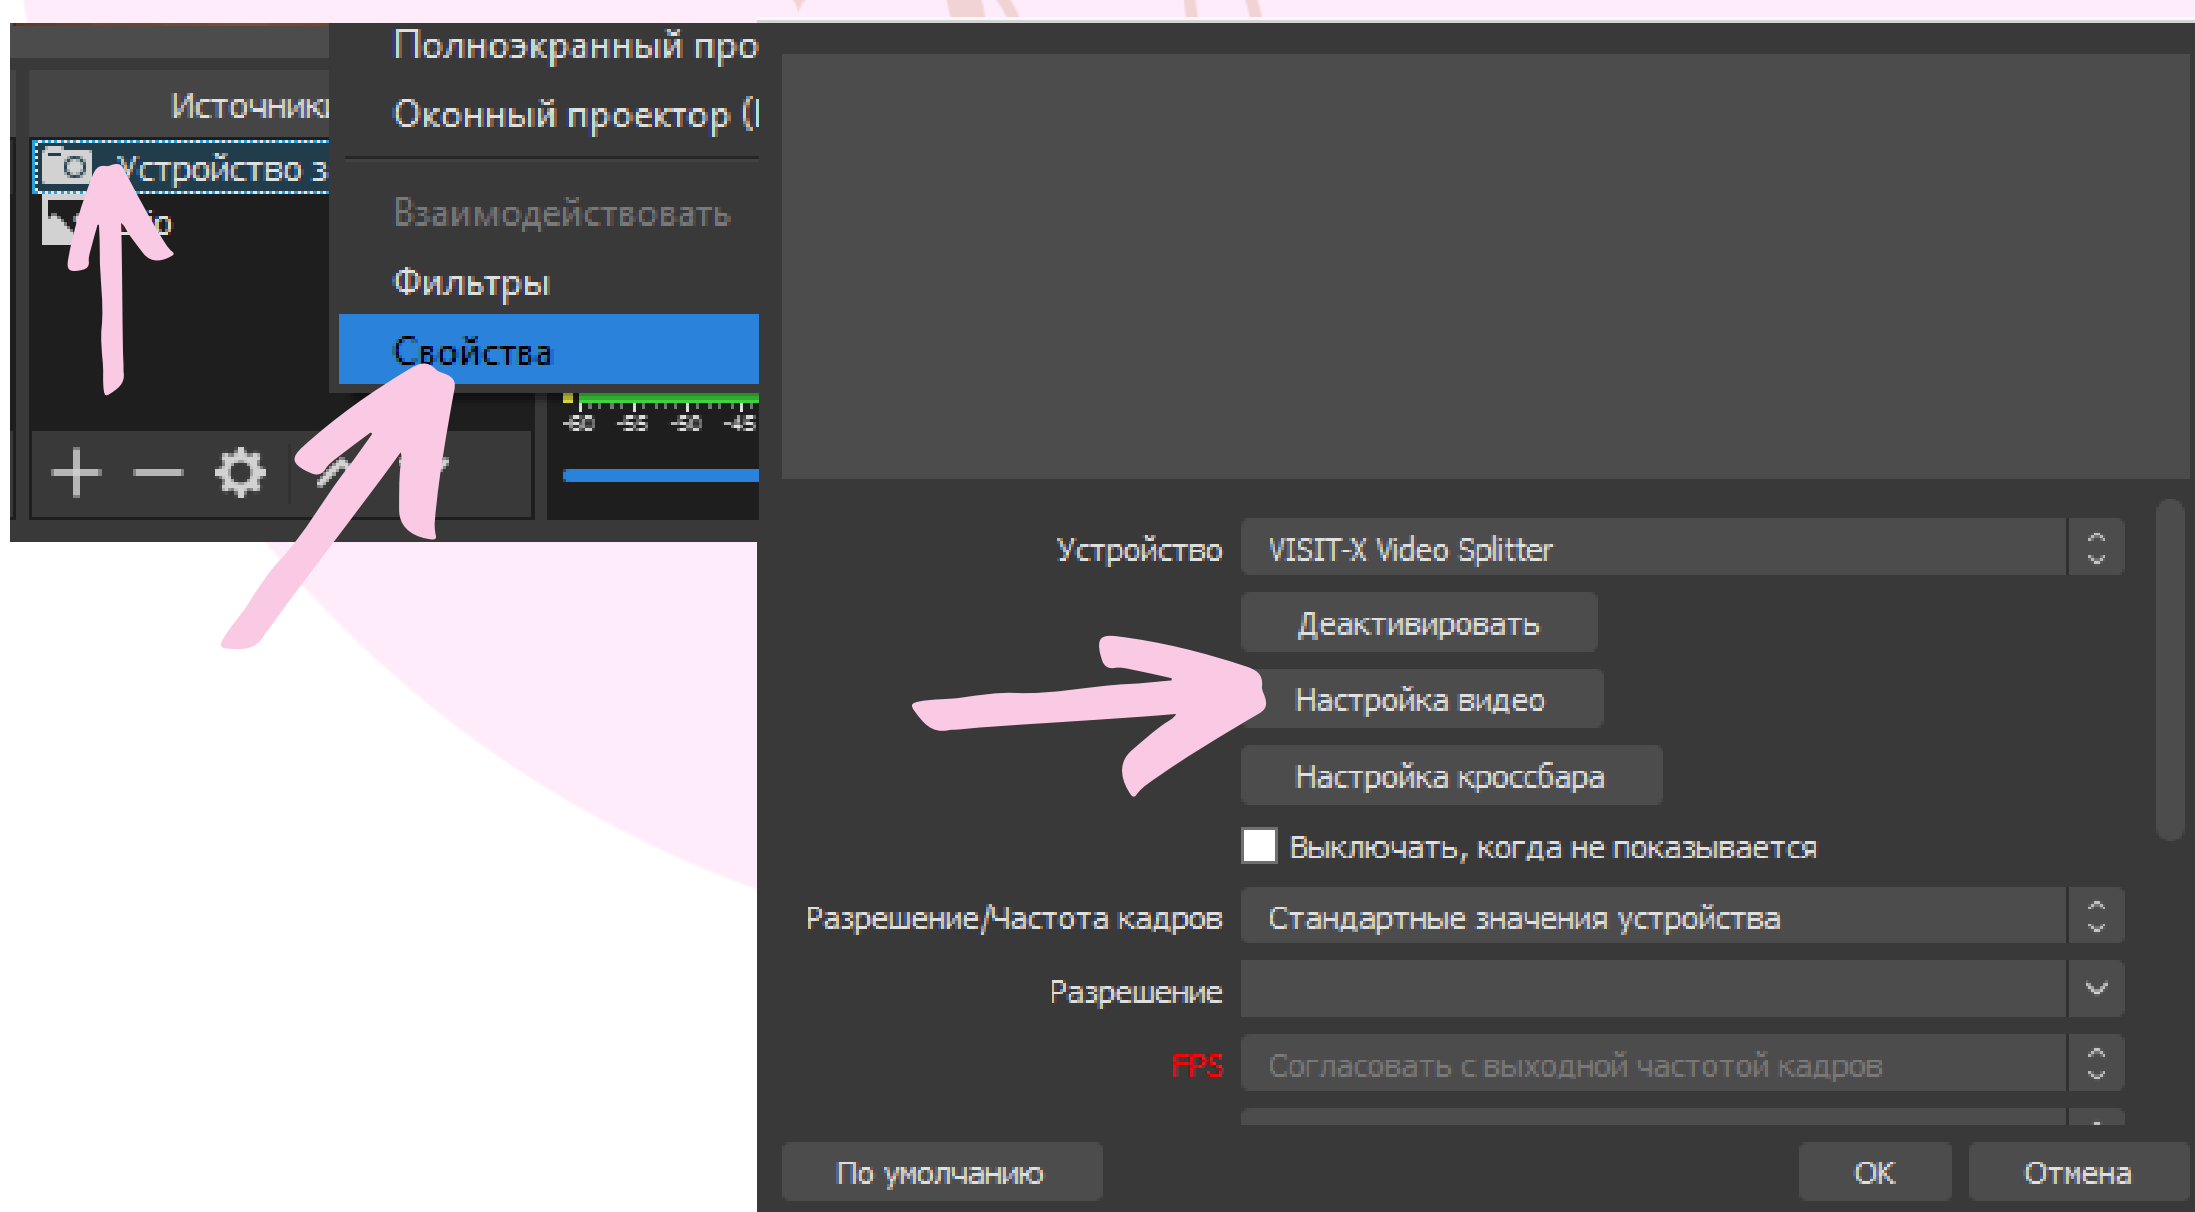 Полноэкранный про
Источники
Оконный проектор (
Устройство з
Взаимодействовать
Фильтры
Свойства
-60 -55 -50 -45
Устройство VISIT-X Video Splitter
Деактивировать
Настройка видео
Настройка кроссбара
Выключать, когда не показывается
Разрешение/Частота кадров Стандартные значения устройства
Разрешение
FPS Согласовать с выходной частотой кадров
По умолчанию OK Отмена